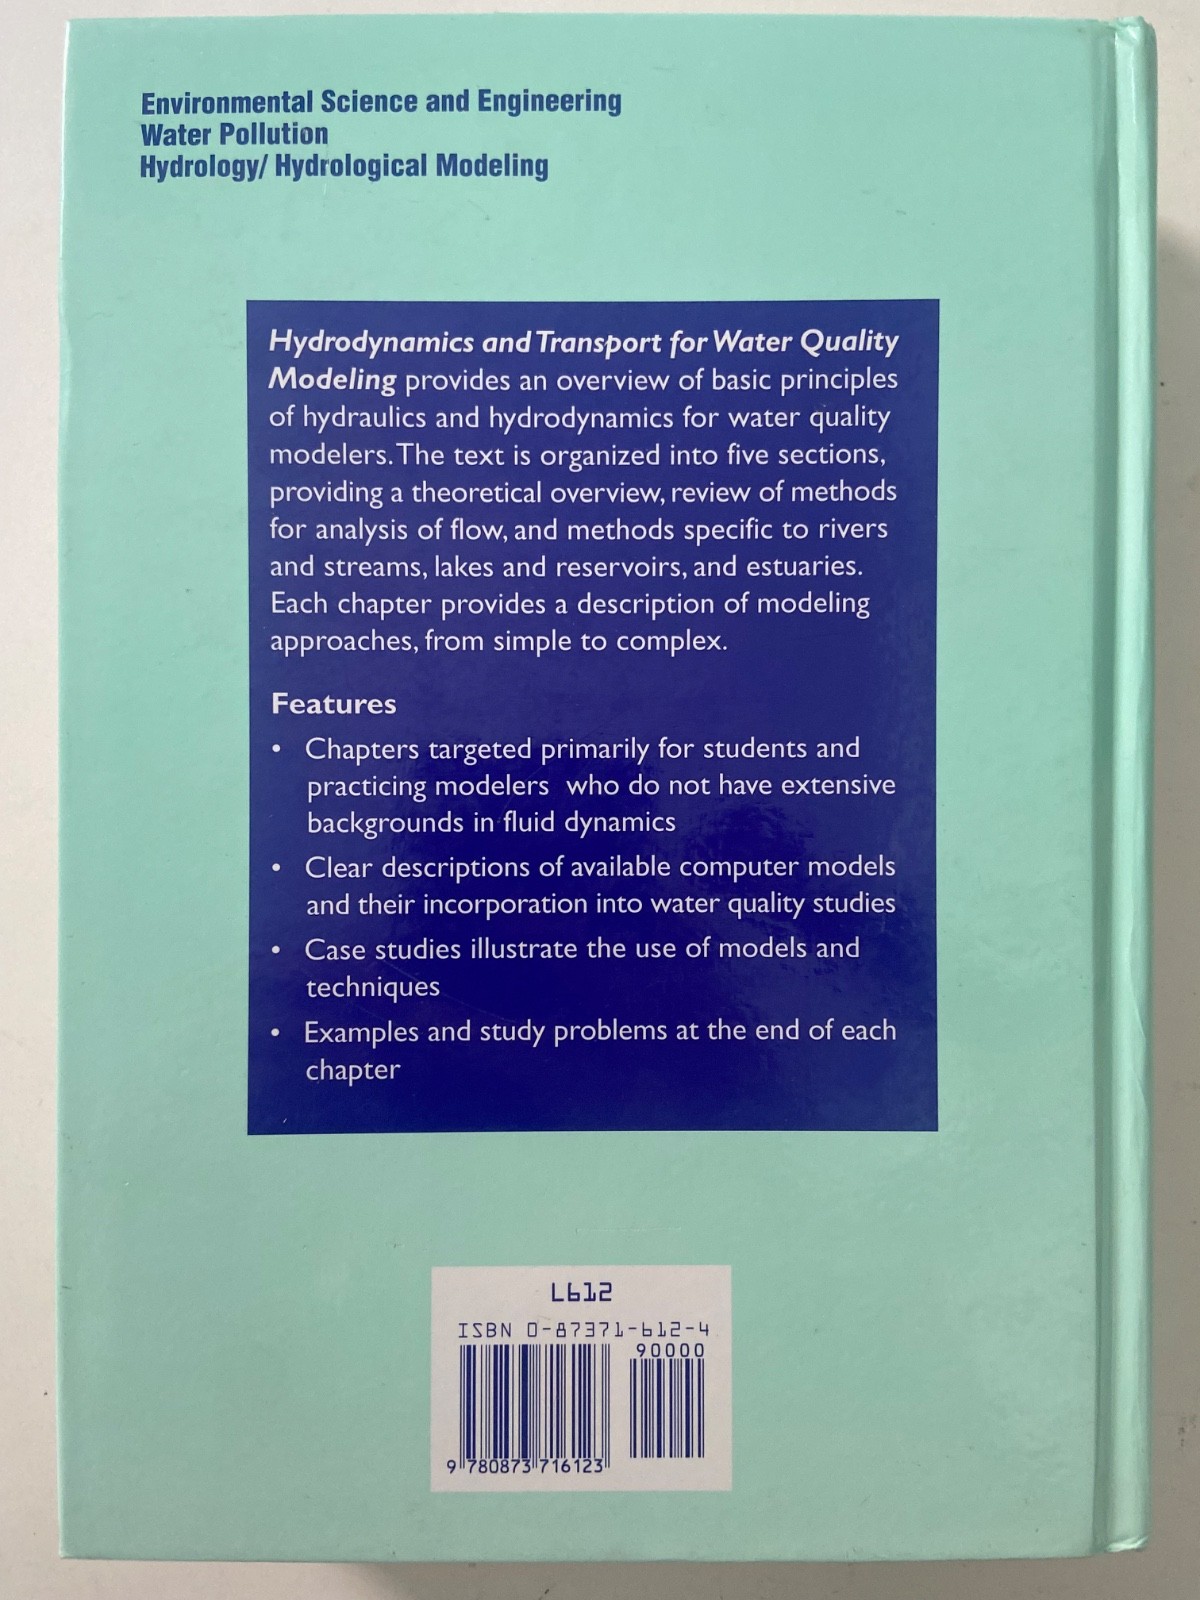 Environmental Science and Engineering
Water Pollution
Hydrology/ Hydrological Modeling
Hydrodynamics and Transport for Water Quality
Modeling provides an overview of basic principles
of hydraulics and hydrodynamics for water quality
modelers. The text is organized into five sections,
providing a theoretical overview, review of methods
for analysis of flow, and methods specific to rivers
and streams, lakes and reservoirs, and estuaries.
Each chapter provides a description of modeling
approaches, from simple to complex.
Features
• Chapters targeted primarily for students and
practicing modelers who do not have extensive
backgrounds in fluid dynamics
• Clear descriptions of available computer models
and their incorporation into water quality studies
• Case studies illustrate the use of models and
techniques
• Examples and study problems at the end of each
chapter
L612
ISBN 0-87371-612-4
90000
9 780873 716123